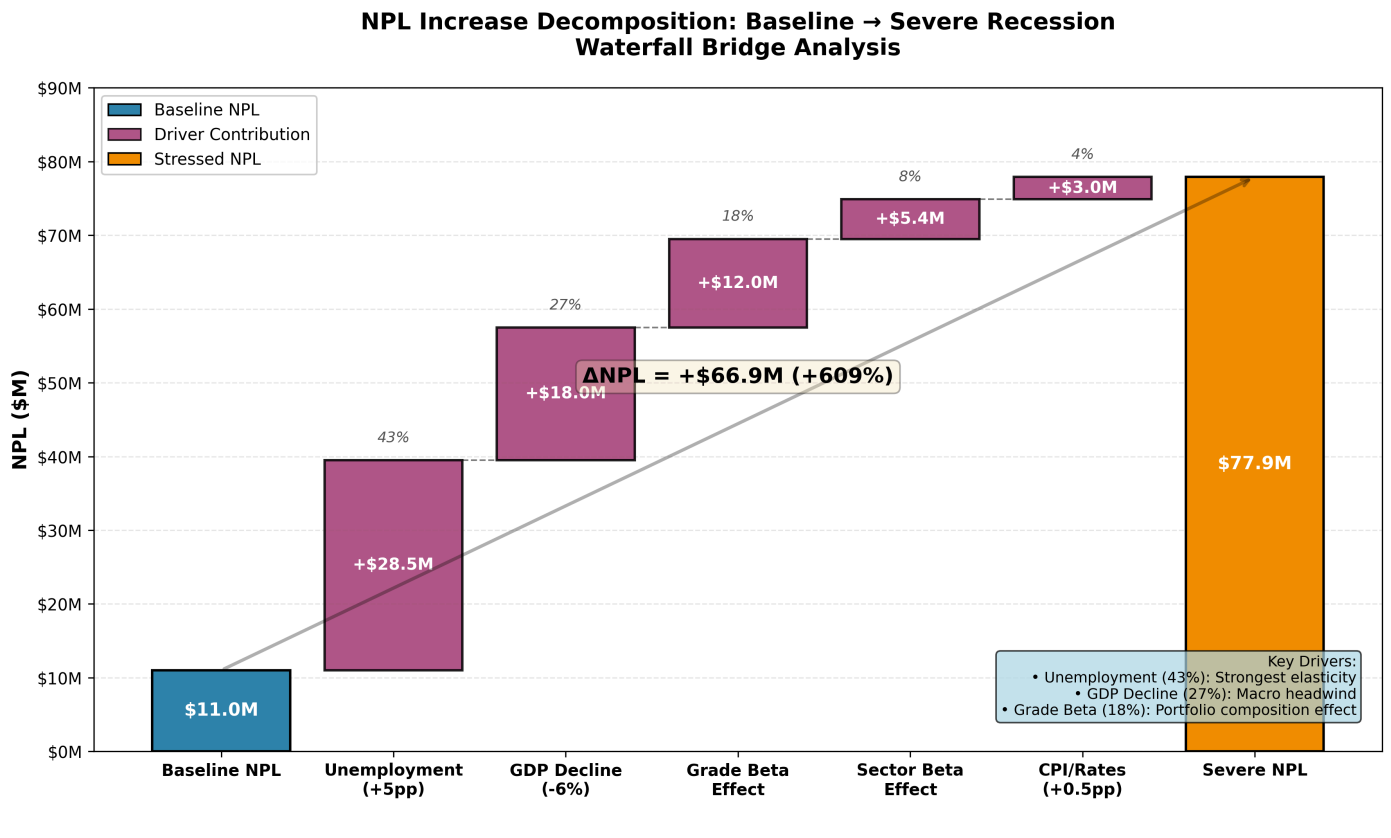 NPL Increase Decomposition: Baseline → Severe Recession
Waterfall Bridge Analysis
NPL ($M)
$90M
$80M
$70M
$60M
$50M
$40M
$30M
$20M
$10M
$0M
Baseline NPL
Driver Contribution
Stressed NPL
43%
27%
18%
8%
4%
$11.0M
+$28.5M
+$18.0M
+$12.0M
+$5.4M
+$3.0M
$77.9M
ΔNPL = +$66.9M (+609%)
Key Drivers:
• Unemployment (43%): Strongest elasticity
• GDP Decline (27%): Macro headwind
• Grade Beta (18%): Portfolio composition effect
Baseline NPL
Unemployment
(+5pp)
GDP Decline
(-6%)
Grade Beta
Effect
Sector Beta
Effect
CPI/Rates
(+0.5pp)
Severe NPL